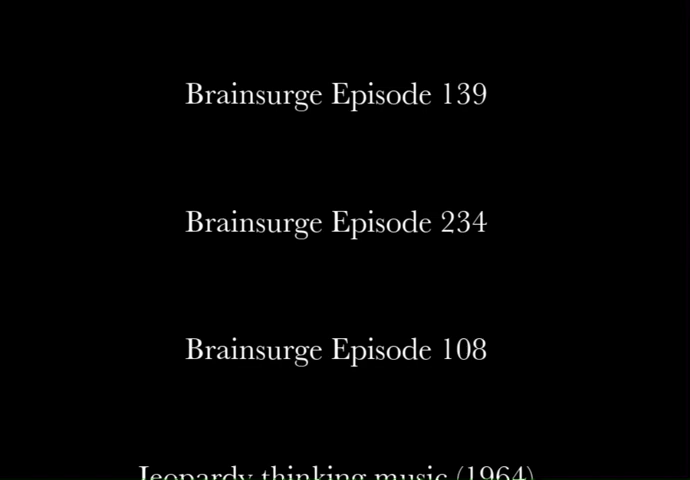 Brainsurge Episode 139
Brainsurge Episode 234
Brainsurge Episode 108
Jeopardy thinking music (1964)